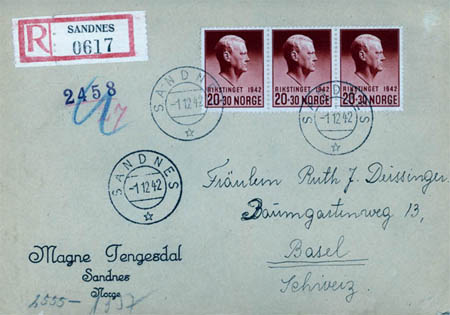 R SANDNES
0617
2458
17
RIKSTINGET 1942
20+30 NORGE
RIKSTINGET 1942
20+30 NORGE
RIKSTINGET 1942
20+30 NORGE
SANDNES
-1 12 42
SANDNES
-1 12 42
SANDNES
-1 12 42
Fräulein Ruth J. Deissinger
Baumgartenweg 13,
Basel
Schweiz.
Magne Tengesdal
Sandnes
Norge